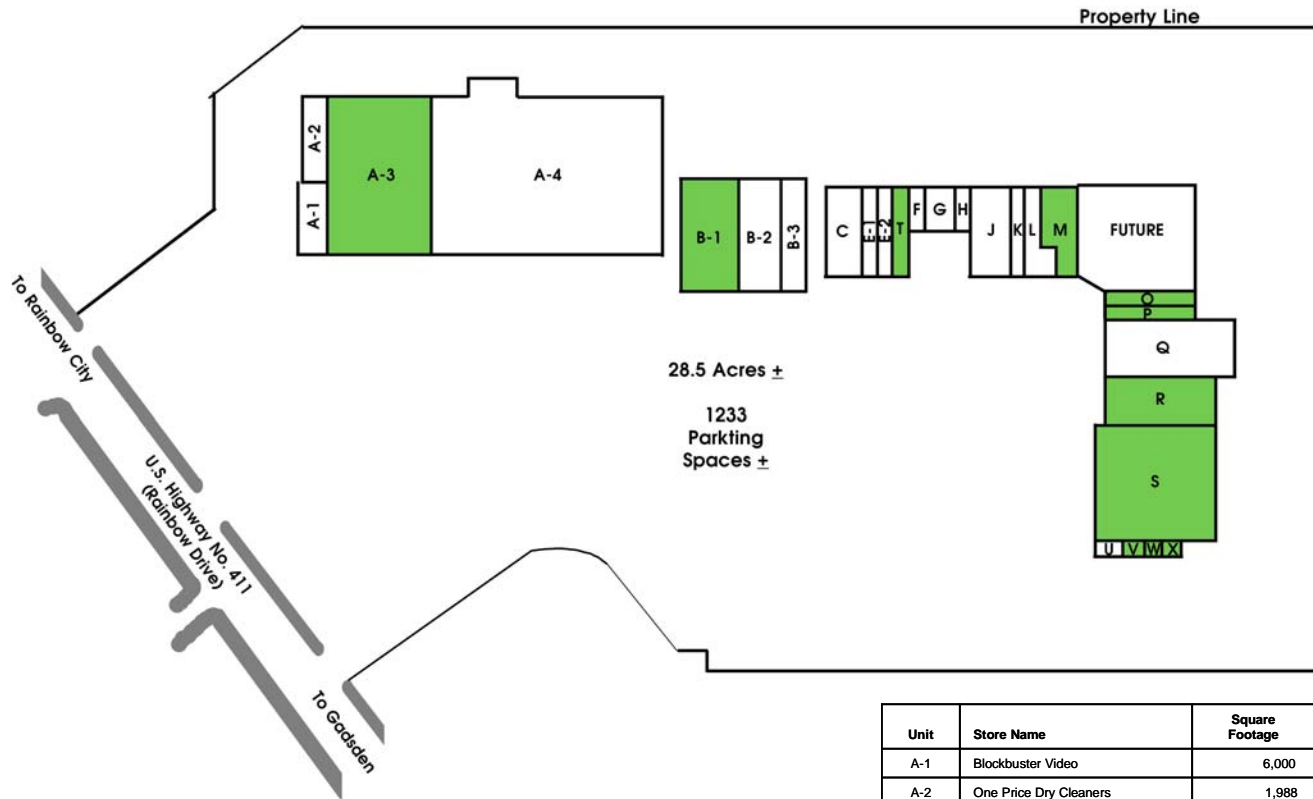 Property Line
A-2
A-1
A-3
A-4
B-1
B-2
B-3
C
E-1
E-2
T
F
G
H
J
K
L
M
FUTURE
O
P
Q
R
S
U
V
W
X
28.5 Acres ±
1233
Parkting
Spaces ±
To Rainbow City
U.S. Highway No. 411
(Rainbow Drive)
To Gadsden
Unit Store Name Square
Footage
A-1 Blockbuster Video 6,000
A-2 One Price Dry Cleaners 1,988